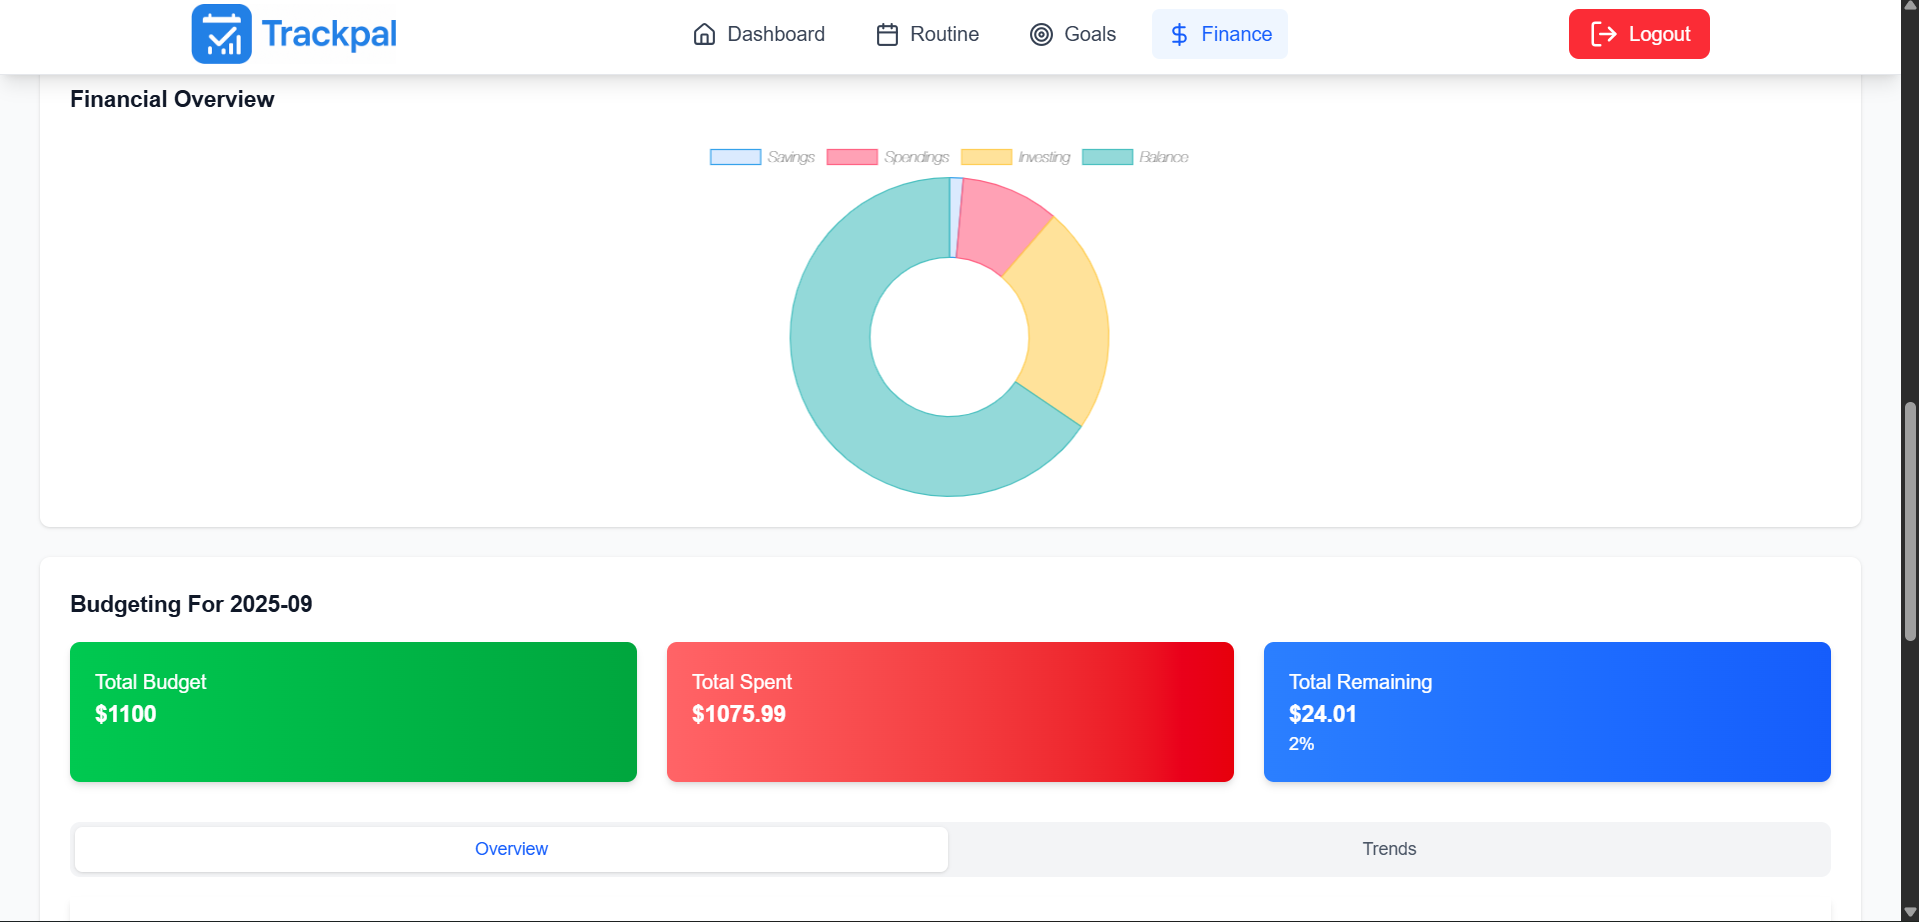 Trackpal
Dashboard
Routine
Goals
Finance
Logout
Financial Overview
Savings
Spendings
Investing
Balance
Budgeting For 2025-09
Total Budget
$1100
Total Spent
$1075.99
Total Remaining
$24.01
2%
Overview
Trends